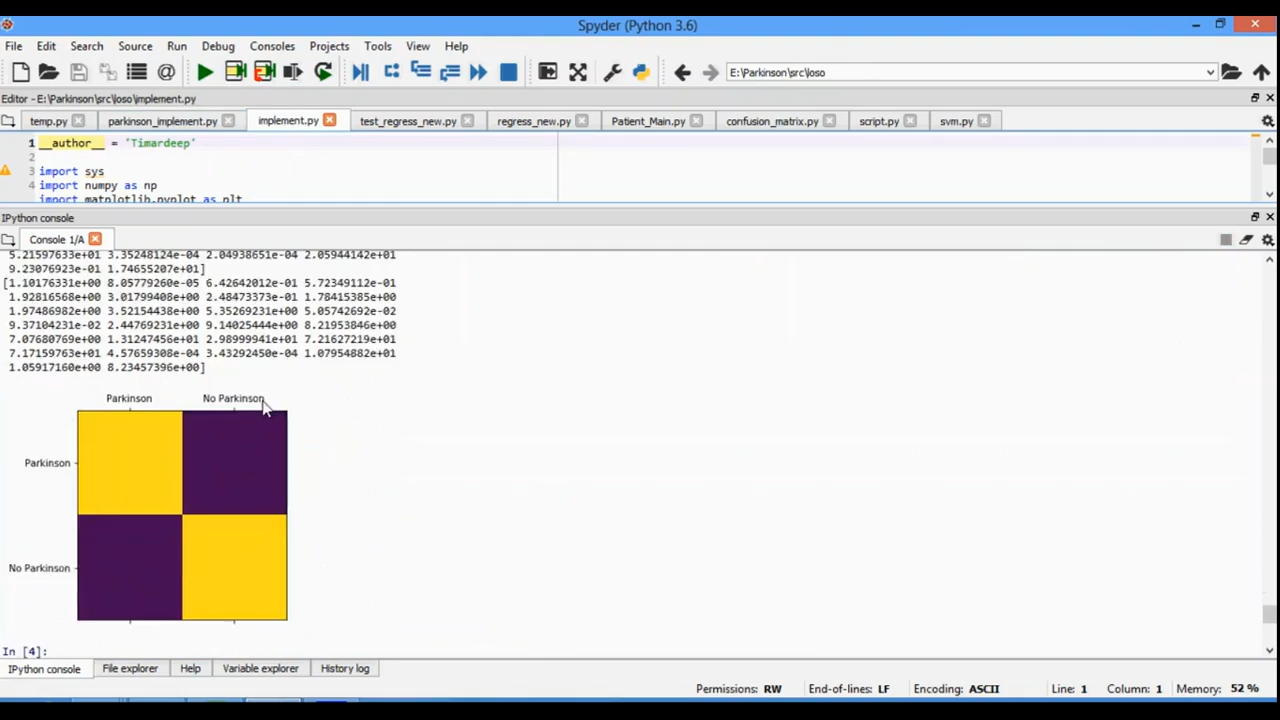 Spyder (Python 3.6)
File Edit Search Source Run Debug Consoles Projects Tools View Help
E:\Parkinson\src\loso
Editor - E:\Parkinson\src\loso\implement.py
temp.py parkinson_implement.py implement.py test_regress_new.py regress_new.py Patient_Main.py confusion_matrix.py script.py svm.py
1 __author__ = 'Timardeep'
2
3 import sys
4 import numpy as np
import matplotlib.pyplot as plt
IPython console
Console 1/A
5.21597633e+01 3.35248124e-04 2.04938651e-04 2.05944142e+01
9.23076923e-01 1.74655207e+01]
[1.10176331e+00 8.05779260e-05 6.42642012e-01 5.72349112e-01
1.92816568e+00 3.01799408e+00 2.48473373e-01 1.78415385e+00
1.97486982e+00 3.52154438e+00 5.35269231e+00 5.05742692e-02
9.37104231e-02 2.44769231e+00 9.14025444e+00 8.21953846e+00
7.07680769e+00 1.31247456e+01 2.98999941e+01 7.21627219e+01
7.17159763e+01 4.57659308e-04 3.43292450e-04 1.07954882e+01
1.05917160e+00 8.23457396e+00]
Parkinson No Parkinson
Parkinson
No Parkinson
In [4]:
IPython console File explorer Help Variable explorer History log
Permissions: RW End-of-lines: LF Encoding: ASCII Line: 1 Column: 1 Memory: 52 %